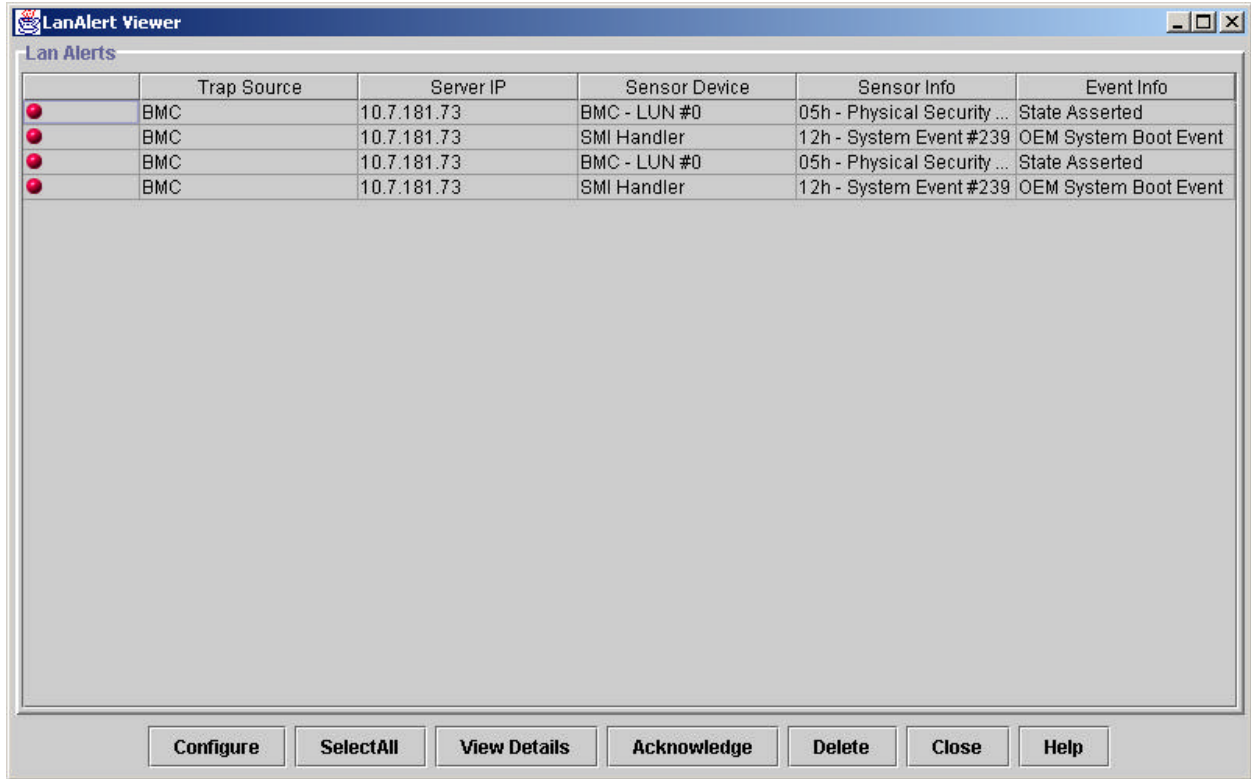 LanAlert Viewer
Lan Alerts
Trap Source Server IP Sensor Device Sensor Info Event Info
BMC 10.7.181.73 BMC - LUN #0 05h - Physical Security ... State Asserted
BMC 10.7.181.73 SMI Handler 12h - System Event #239 OEM System Boot Event
BMC 10.7.181.73 BMC - LUN #0 05h - Physical Security ... State Asserted
BMC 10.7.181.73 SMI Handler 12h - System Event #239 OEM System Boot Event
Configure SelectAll View Details Acknowledge Delete Close Help